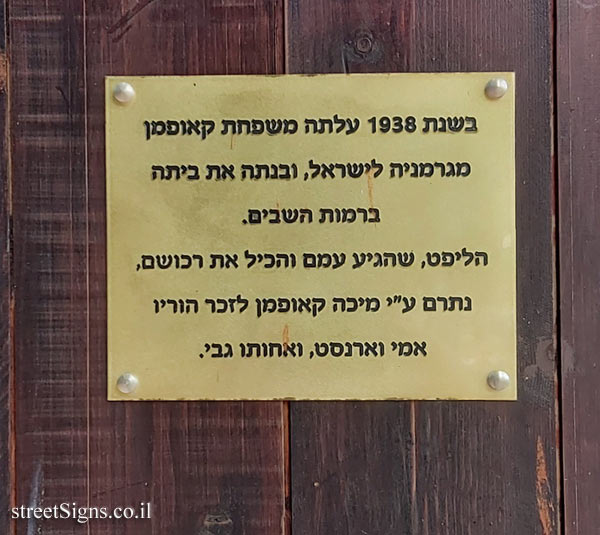 בשנת 1938 עלתה משפחת קאופמן
מגרמניה לישראל, ובנתה את ביתה
ברמות השבים.
הליפט, שהגיע עמם והכיל את רכושם,
נתרם ע"י מיכה קאופמן לזכר הוריו
אמי וארנסט, ואחותו גבי.
streetSigns.co.il